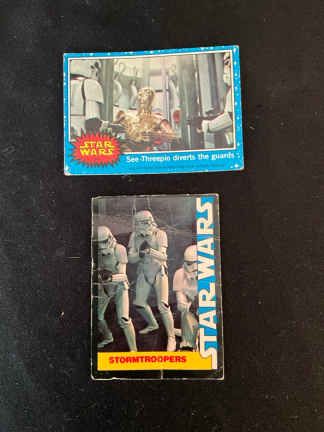 STAR
WARS
See-Threepio diverts the guards
STAR WARS
STORMTROOPERS